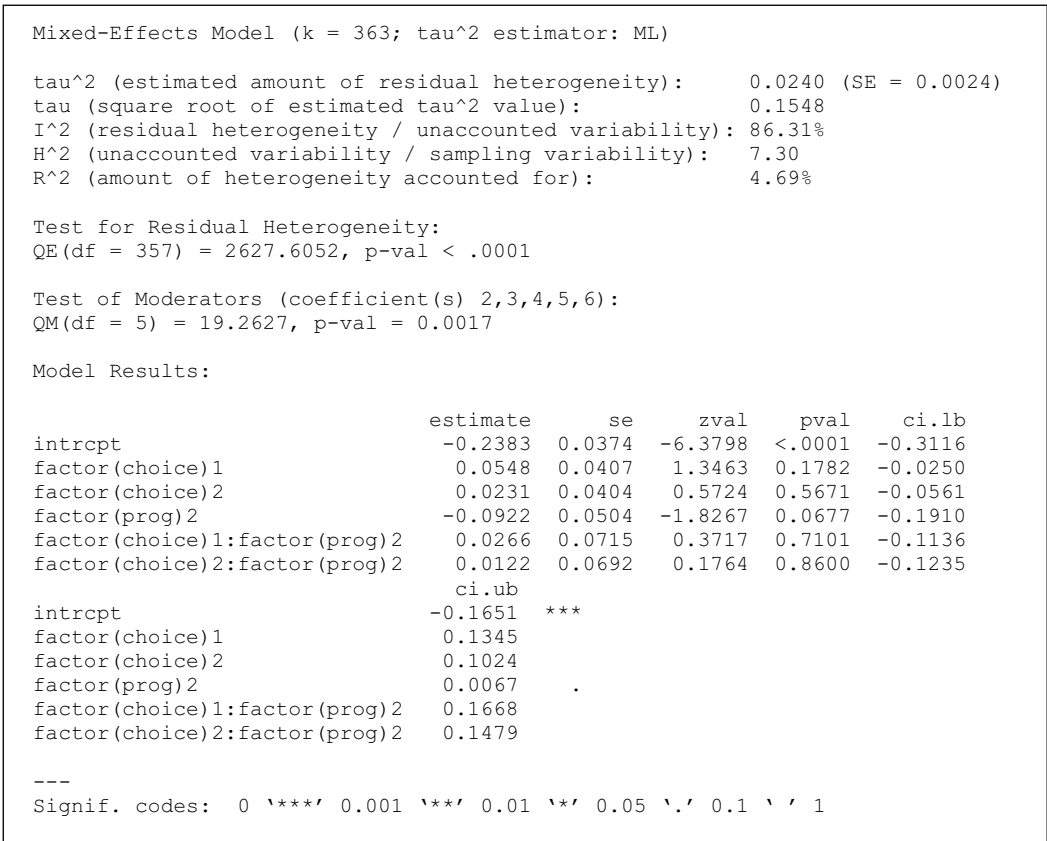 Mixed-Effects Model (k = 363; tau^2 estimator: ML)
tau^2 (estimated amount of residual heterogeneity):     0.0240 (SE = 0.0024)
tau (square root of estimated tau^2 value):             0.1548
I^2 (residual heterogeneity / unaccounted variability): 86.31%
H^2 (unaccounted variability / sampling variability):   7.30
R^2 (amount of heterogeneity accounted for):            4.69%
Test for Residual Heterogeneity:
QE(df = 357) = 2627.6052, p-val < .0001
Test of Moderators (coefficient(s) 2,3,4,5,6):
QM(df = 5) = 19.2627, p-val = 0.0017
Model Results:
                              estimate      se     zval    pval    ci.lb
intrcpt                        -0.2383  0.0374  -6.3798  <.0001  -0.3116
factor(choice)1                 0.0548  0.0407   1.3463  0.1782  -0.0250
factor(choice)2                 0.0231  0.0404   0.5724  0.5671  -0.0561
factor(prog)2                  -0.0922  0.0504  -1.8267  0.0677  -0.1910
factor(choice)1:factor(prog)2   0.0266  0.0715   0.3717  0.7101  -0.1136
factor(choice)2:factor(prog)2   0.0122  0.0692   0.1764  0.8600  -0.1235
                                ci.ub
intrcpt                        -0.1651  ***
factor(choice)1                 0.1345
factor(choice)2                 0.1024
factor(prog)2                   0.0067    .
factor(choice)1:factor(prog)2   0.1668
factor(choice)2:factor(prog)2   0.1479
---
Signif. codes:  0 ‘***’ 0.001 ‘**’ 0.01 ‘*’ 0.05 ‘.’ 0.1 ‘ ’ 1